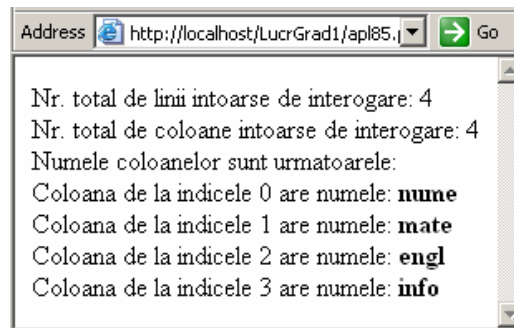 Address http://localhost/LucrGrad1/apl85. Go
Nr. total de linii intoarse de interogare: 4
Nr. total de coloane intoarse de interogare: 4
Numele coloanelor sunt urmatoarele:
Coloana de la indicele 0 are numele: nume
Coloana de la indicele 1 are numele: mate
Coloana de la indicele 2 are numele: engl
Coloana de la indicele 3 are numele: info